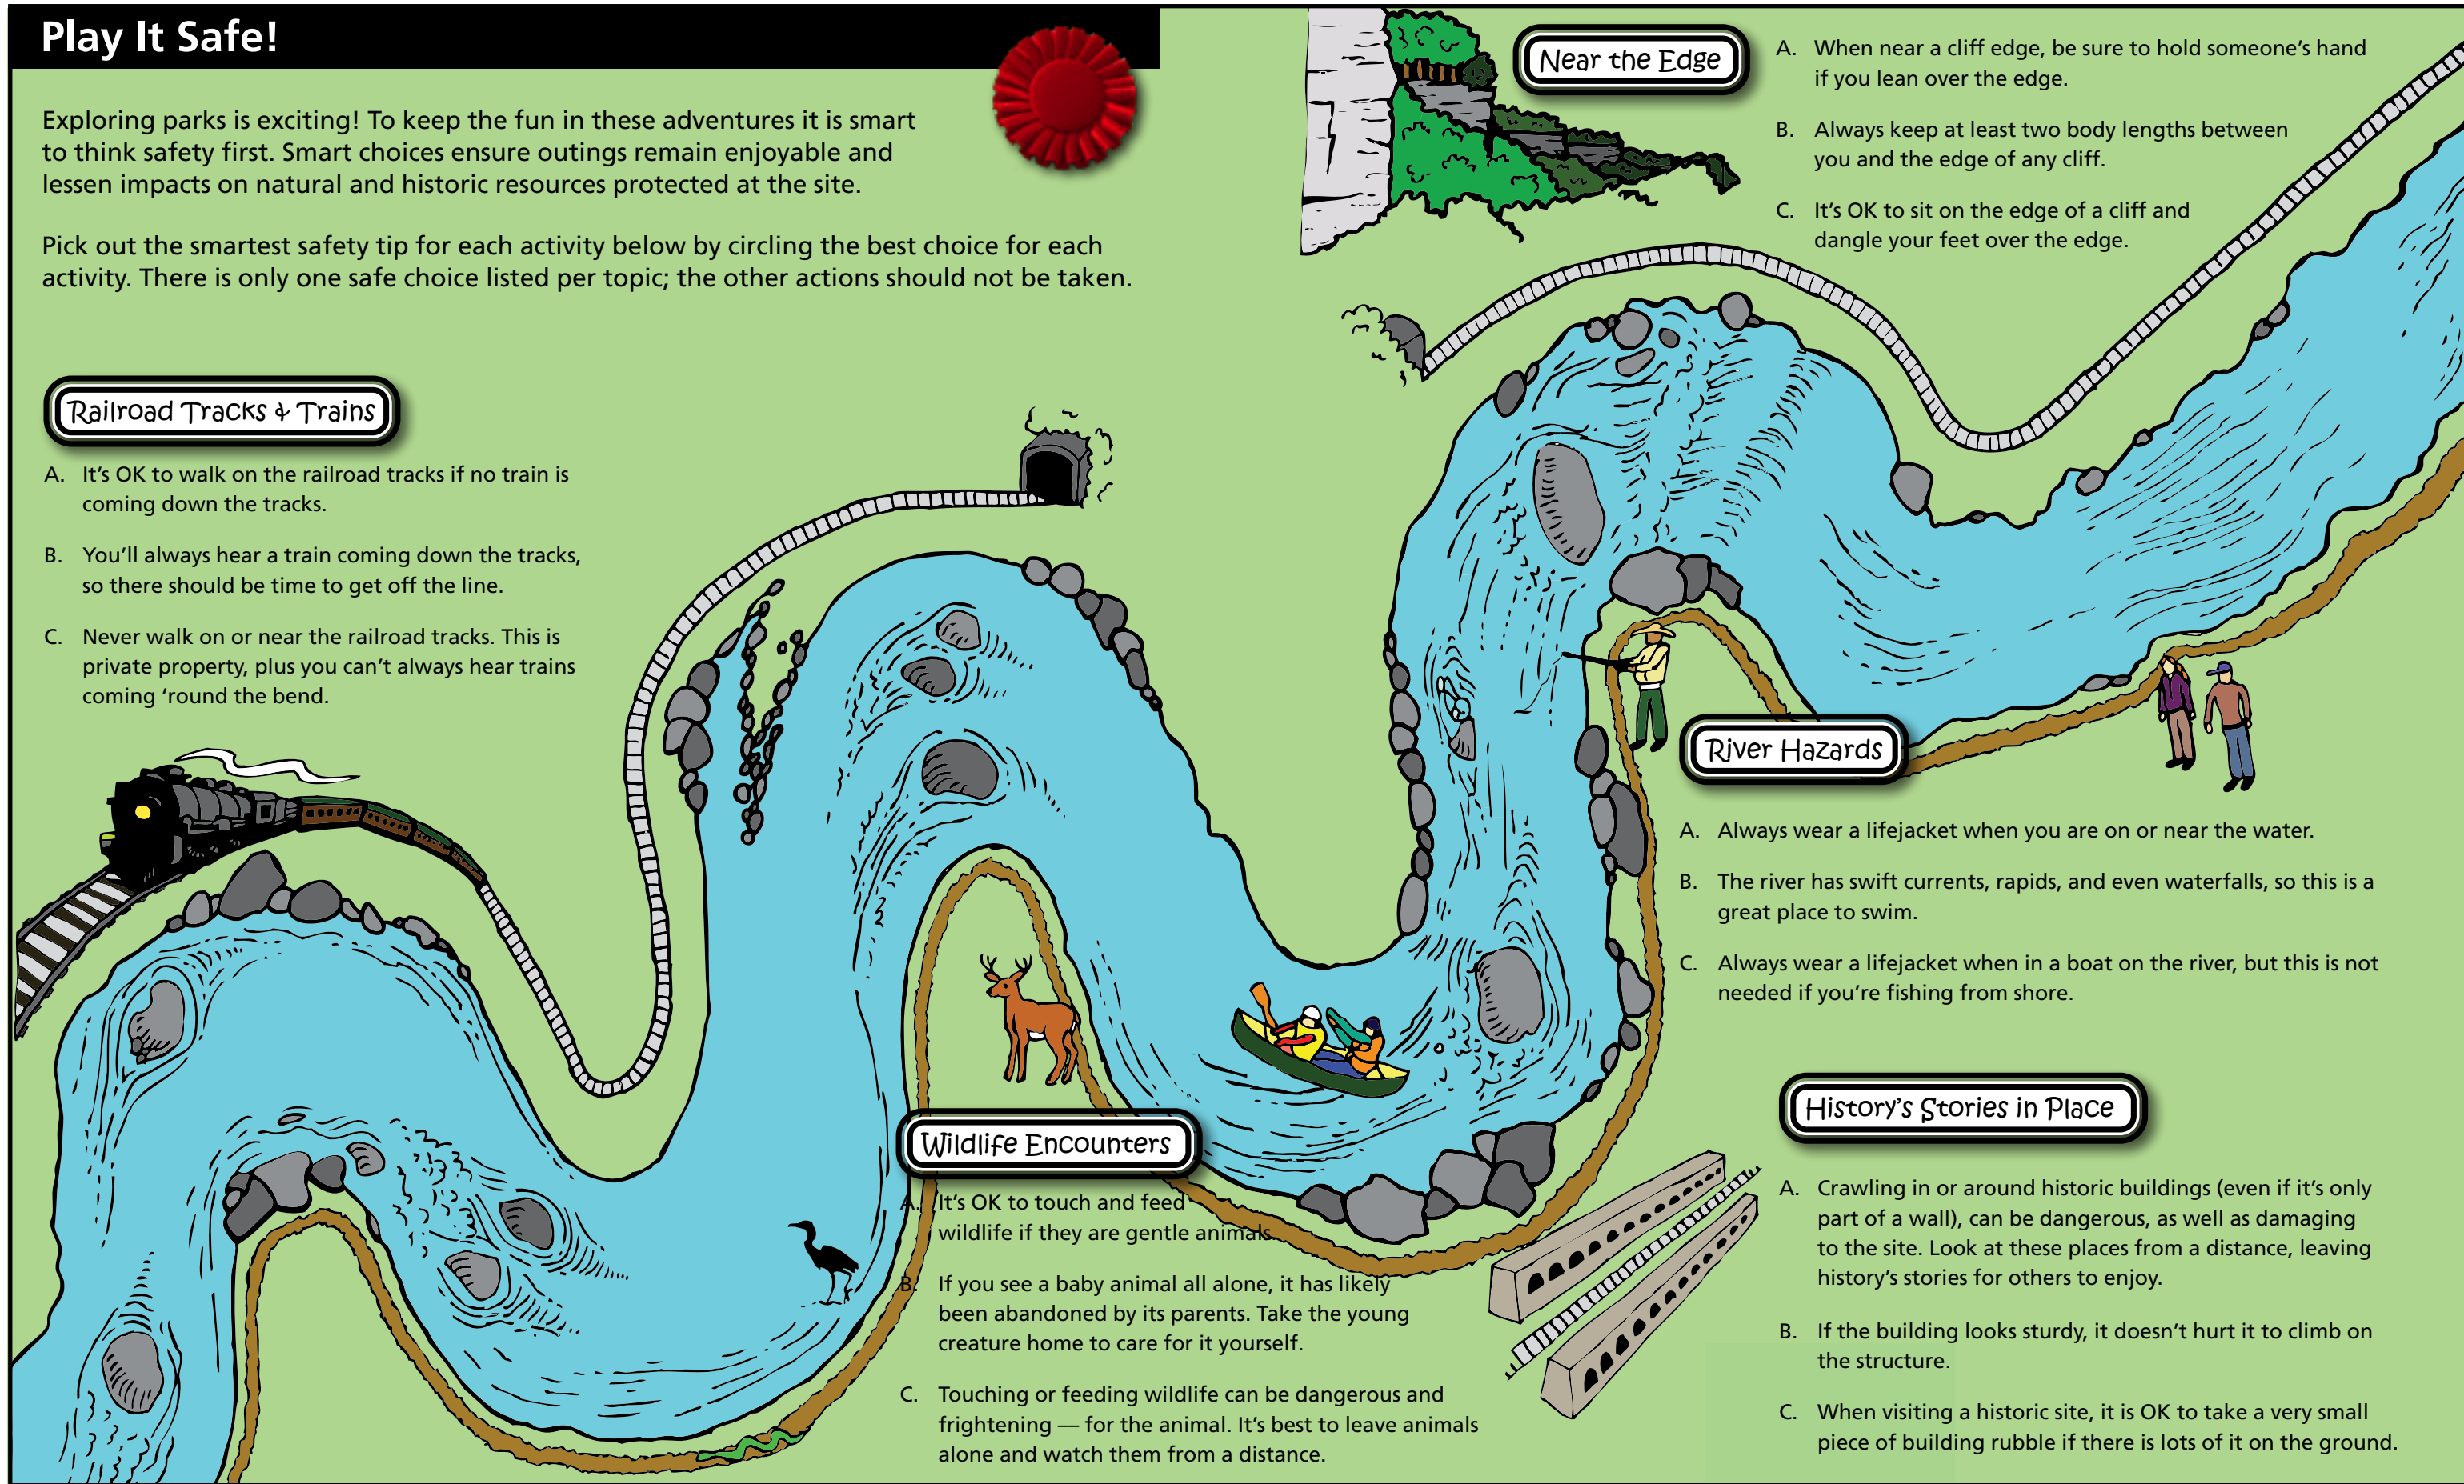 Play It Safe!
Exploring parks is exciting! To keep the fun in these adventures it is smart
to think safety first. Smart choices ensure outings remain enjoyable and
lessen impacts on natural and historic resources protected at the site.
Pick out the smartest safety tip for each activity below by circling the best choice for each
activity. There is only one safe choice listed per topic; the other actions should not be taken.
Railroad Tracks & Trains
A. It’s OK to walk on the railroad tracks if no train is
coming down the tracks.
B. You’ll always hear a train coming down the tracks,
so there should be time to get off the line.
C. Never walk on or near the railroad tracks. This is
private property, plus you can’t always hear trains
coming ‘round the bend.
Near the Edge
A. When near a cliff edge, be sure to hold someone’s hand
if you lean over the edge.
B. Always keep at least two body lengths between
you and the edge of any cliff.
C. It’s OK to sit on the edge of a cliff and
dangle your feet over the edge.
River Hazards
A. Always wear a lifejacket when you are on or near the water.
B. The river has swift currents, rapids, and even waterfalls, so this is a
great place to swim.
C. Always wear a lifejacket when in a boat on the river, but this is not
needed if you’re fishing from shore.
Wildlife Encounters
A. It’s OK to touch and feed
wildlife if they are gentle animals.
B. If you see a baby animal all alone, it has likely
been abandoned by its parents. Take the young
creature home to care for it yourself.
C. Touching or feeding wildlife can be dangerous and
frightening — for the animal. It’s best to leave animals
alone and watch them from a distance.
History’s Stories in Place
A. Crawling in or around historic buildings (even if it’s only
part of a wall), can be dangerous, as well as damaging
to the site. Look at these places from a distance, leaving
history’s stories for others to enjoy.
B. If the building looks sturdy, it doesn’t hurt it to climb on
the structure.
C. When visiting a historic site, it is OK to take a very small
piece of building rubble if there is lots of it on the ground.